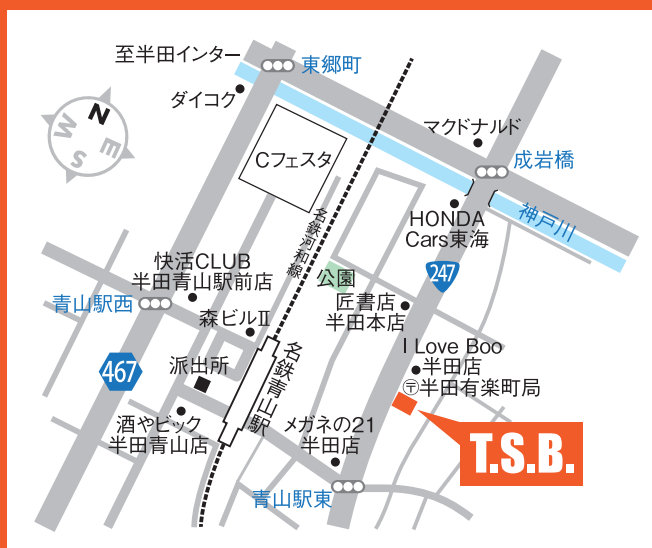 至半田インター
東郷町
ダイコク
N
E
S
W
Cフェスタ
マクドナルド
成岩橋
神戸川
HONDA
Cars東海
名鉄河和線
247
快活CLUB
半田青山駅前店
公園
青山駅西
匠書店
半田本店
森ビルⅡ
I Love Boo
半田店
〒半田有楽町局
467
派出所
名鉄青山駅
酒やビック
半田青山店
メガネの21
半田店
T.S.B.
青山駅東